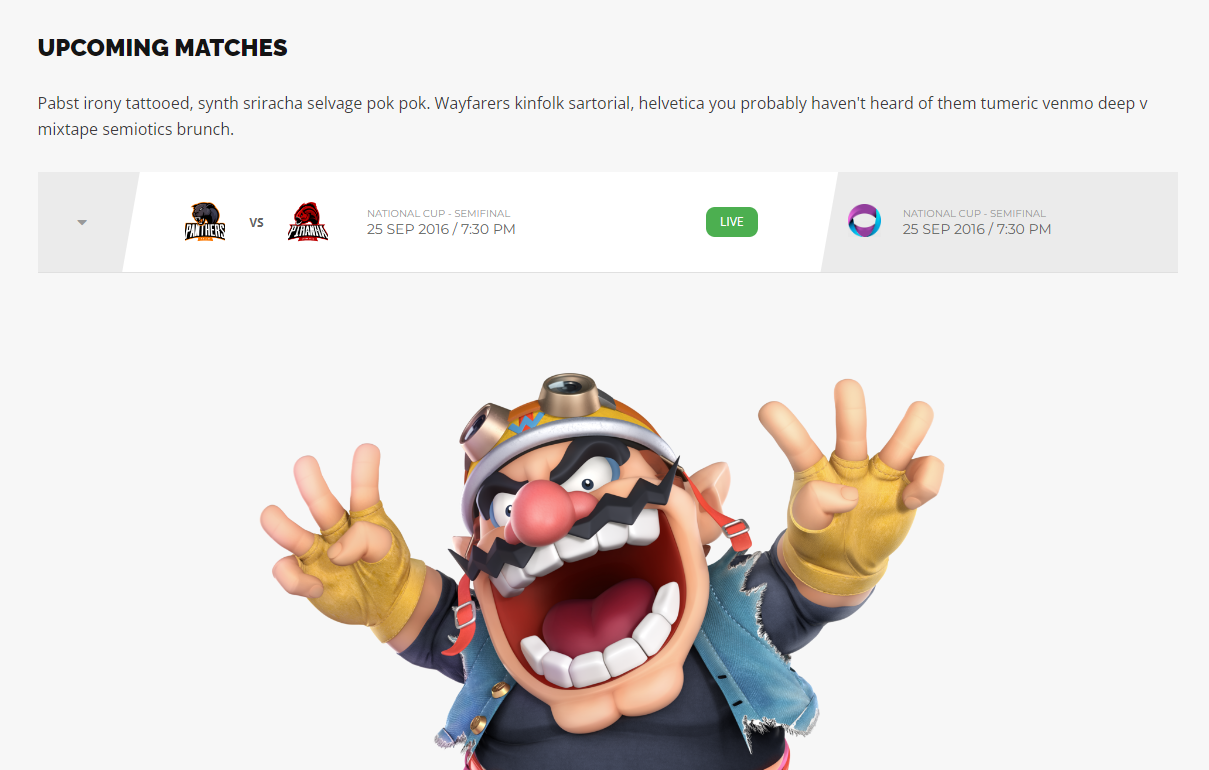 UPCOMING MATCHES
Pabst irony tattooed, synth sriracha selvage pok pok. Wayfarers kinfolk sartorial, helvetica you probably haven't heard of them tumeric venmo deep v
mixtape semiotics brunch.
PANTHERS
VS
PIRANHA
NATIONAL CUP - SEMIFINAL
25 SEP 2016 / 7:30 PM
LIVE
NATIONAL CUP - SEMIFINAL
25 SEP 2016 / 7:30 PM
W